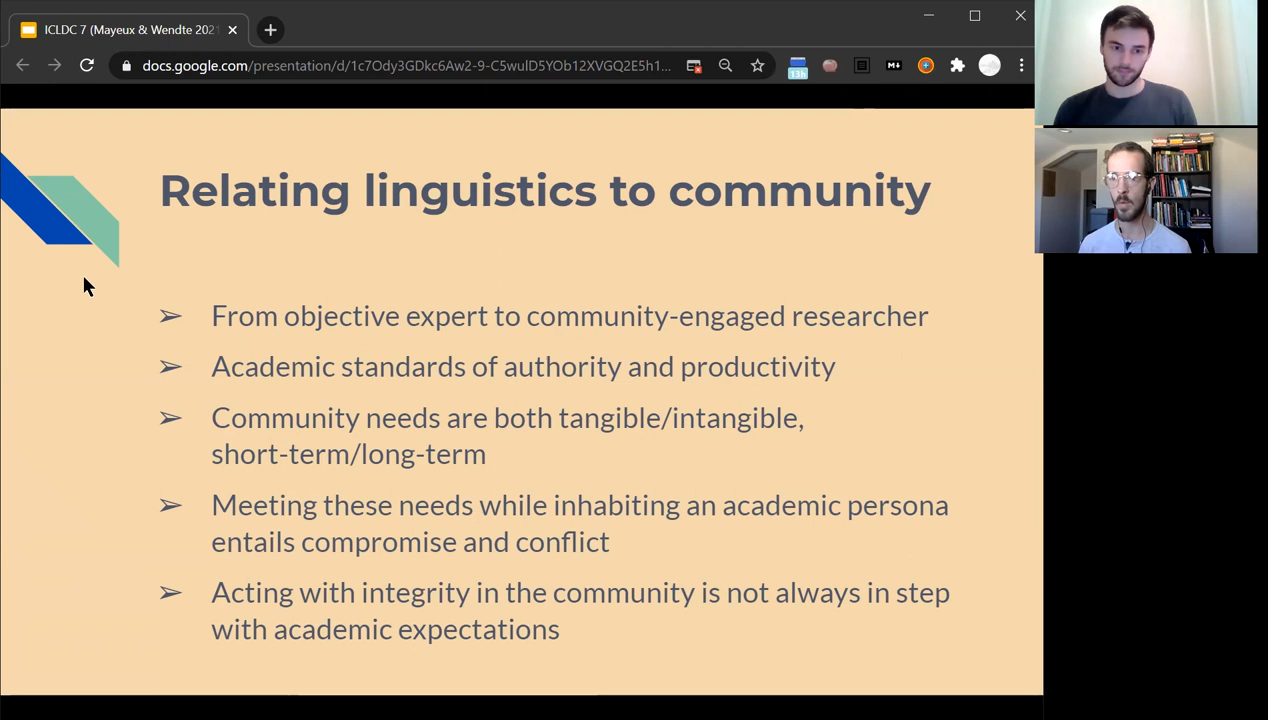 ICLDC 7 (Mayeux & Wendte 2021
docs.google.com/presentation/d/1c7Ody3GDkc6Aw2-9-C5wulD5YOb12XVGQ2E5h1...
13h
M
Relating linguistics to community
➢ From objective expert to community-engaged researcher
➢ Academic standards of authority and productivity
➢ Community needs are both tangible/intangible,
short-term/long-term
➢ Meeting these needs while inhabiting an academic persona
entails compromise and conflict
➢ Acting with integrity in the community is not always in step
with academic expectations